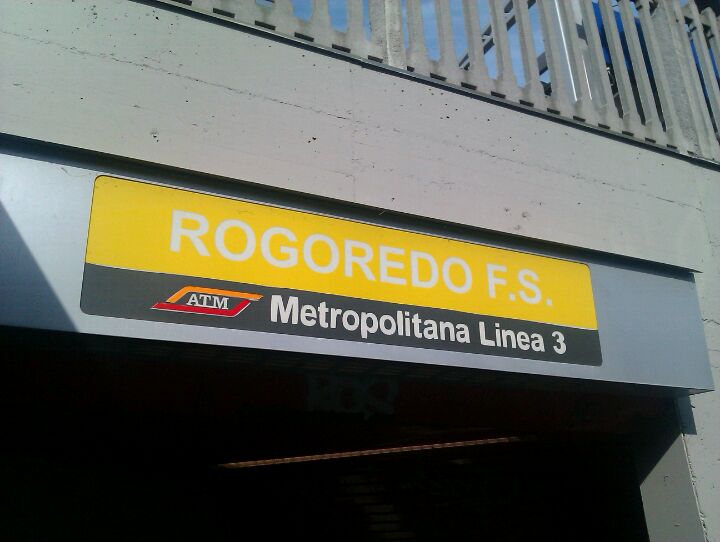 ROGOREDO F.S.
ATM Metropolitana Linea 3